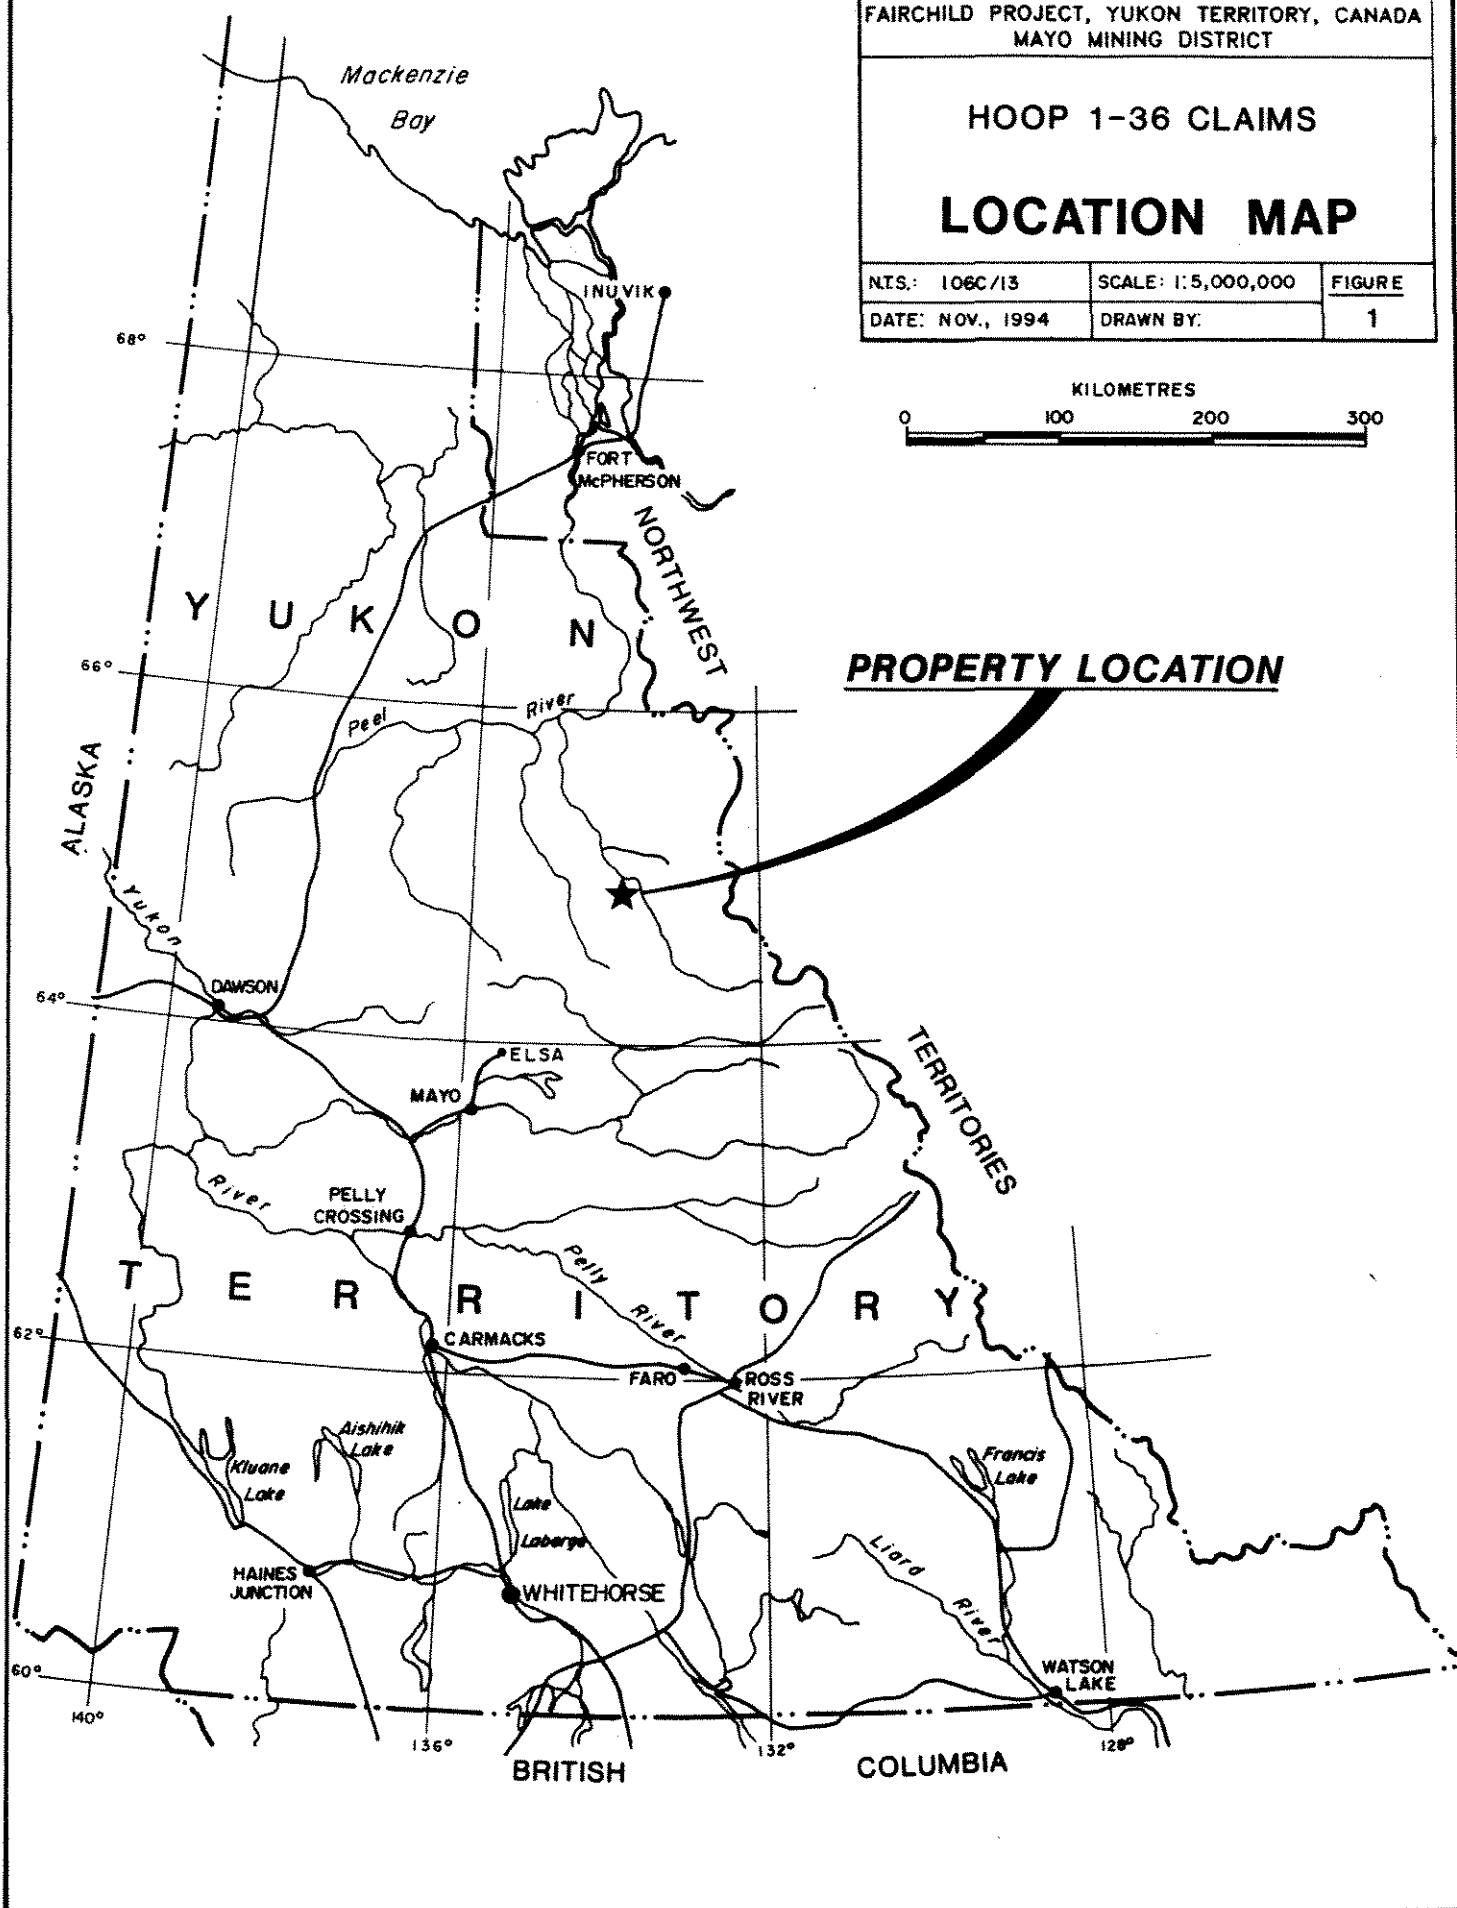 FAIRCHILD PROJECT, YUKON TERRITORY, CANADA
MAYO MINING DISTRICT
HOOP 1-36 CLAIMS
LOCATION MAP
N.T.S.: 106C/13
SCALE: 1:5,000,000
FIGURE
1
DATE: NOV., 1994
DRAWN BY:
KILOMETRES
0 100 200 300
Mackenzie
Bay
INUVIK
68°
FORT
McPHERSON
NORTHWEST
YUKON
66°
PROPERTY LOCATION
Peel River
ALASKA
Yukon
DAWSON
64°
ELSA
MAYO
TERRITORIES
River
PELLY
CROSSING
Pelly
River
TERRITORY
62°
CARMACKS
FARO
ROSS
RIVER
Aishihik
Lake
Kluane
Lake
Francis
Lake
Lake
Laberge
Liard
River
HAINES
JUNCTION
WHITEHORSE
WATSON
LAKE
60°
140°
136°
132°
128°
BRITISH COLUMBIA